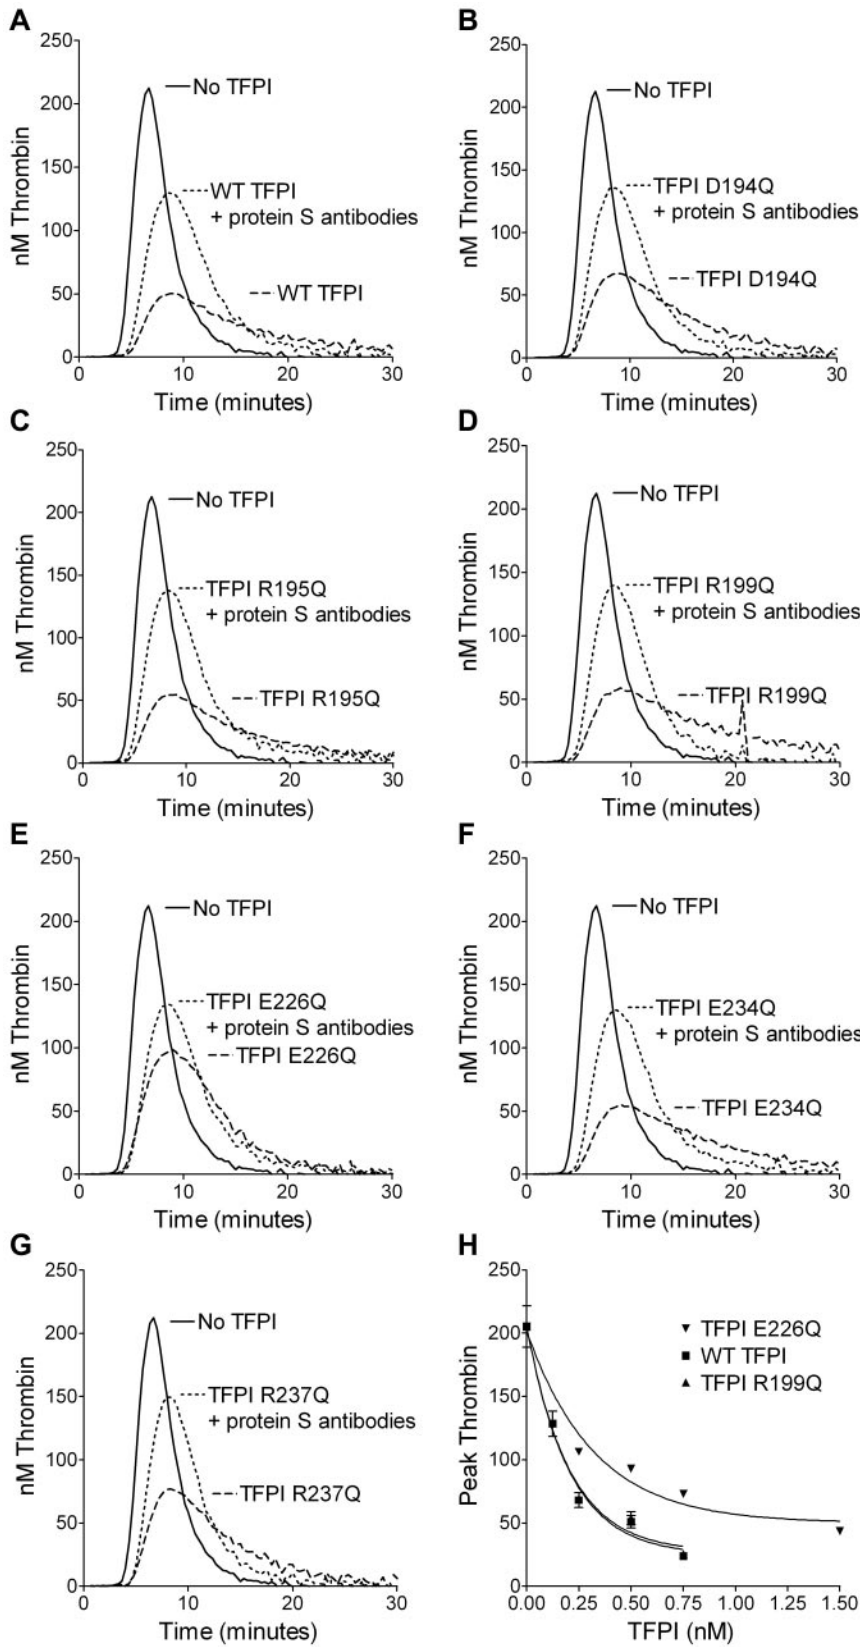 A
250
200
150
100
50
0
nM Thrombin
No TFPI
WT TFPI
+ protein S antibodies
WT TFPI
0 10 20 30
Time (minutes)
B
250
200
150
100
50
0
nM Thrombin
No TFPI
TFPI D194Q
+ protein S antibodies
TFPI D194Q
0 10 20 30
Time (minutes)
C
250
200
150
100
50
0
nM Thrombin
No TFPI
TFPI R195Q
+ protein S antibodies
TFPI R195Q
0 10 20 30
Time (minutes)
D
250
200
150
100
50
0
nM Thrombin
No TFPI
TFPI R199Q
+ protein S antibodies
TFPI R199Q
0 10 20 30
Time (minutes)
E
250
200
150
100
50
0
nM Thrombin
No TFPI
TFPI E226Q
+ protein S antibodies
TFPI E226Q
0 10 20 30
Time (minutes)
F
250
200
150
100
50
0
nM Thrombin
No TFPI
TFPI E234Q
+ protein S antibodies
TFPI E234Q
0 10 20 30
Time (minutes)
G
250
200
150
100
50
0
nM Thrombin
No TFPI
TFPI R237Q
+ protein S antibodies
TFPI R237Q
0 10 20 30
Time (minutes)
H
250
200
150
100
50
0
Peak Thrombin
TFPI E226Q
WT TFPI
TFPI R199Q
0.00 0.25 0.50 0.75 1.00 1.25 1.50
TFPI (nM)